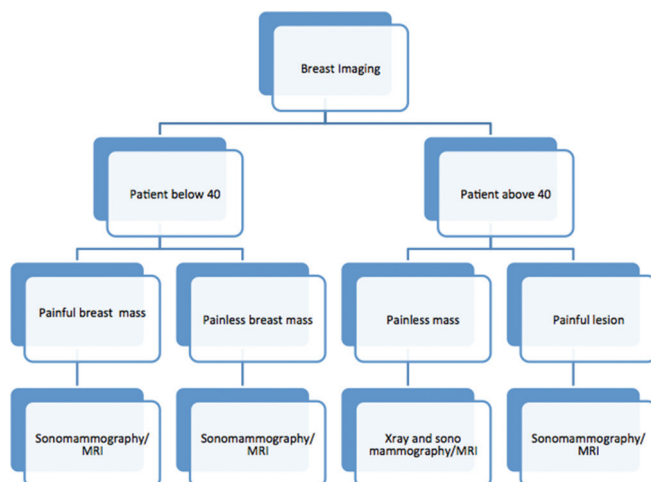 Breast Imaging
Patient below 40
Patient above 40
Painful breast mass
Painless breast mass
Painless mass
Painful lesion
Sonomammography/
MRI
Sonomammography/
MRI
Xray and sono
mammography/MRI
Sonomammography/
MRI